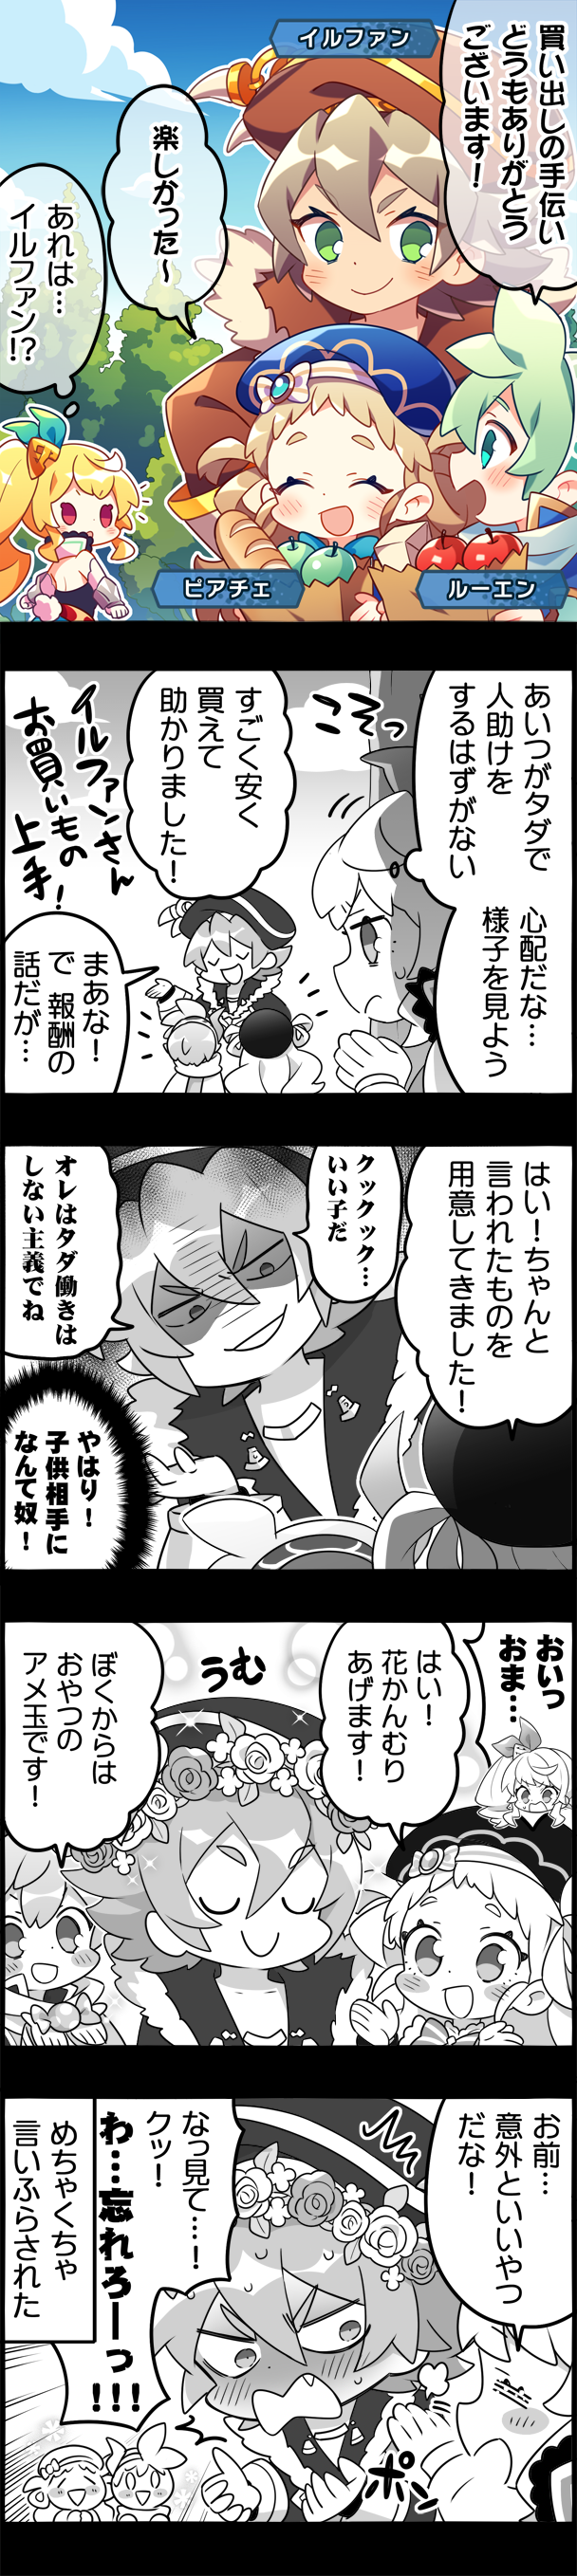 イルファン
買い出しの手伝い
どうもありがとう
ございます!
楽しかった~
あれは…
イルファン!?
ピアチェ
ルーエン
あいつがタダで
人助けを
するはずがない
心配だな…
様子を見よう
こそっ
すごく安く
買えて
助かりました!
イルファンさん
お買いもの
上手!
まあな!
で 報酬の
話だが…
はい!ちゃんと
言われたものを
用意してきました!
クックック…
いい子だ
オレはタダ働きは
しない主義でね
やはり!
子供相手に
なんて奴!
おいっ
おま…
はい!
花かんむり
あげます!
うむ
ぼくからは
おやつの
アメ玉です!
お前…
意外といいやつ
だな!
ポン
なっ見て…!
クッ!
わ…忘れろーっ!!!
めちゃくちゃ
言いふらされた